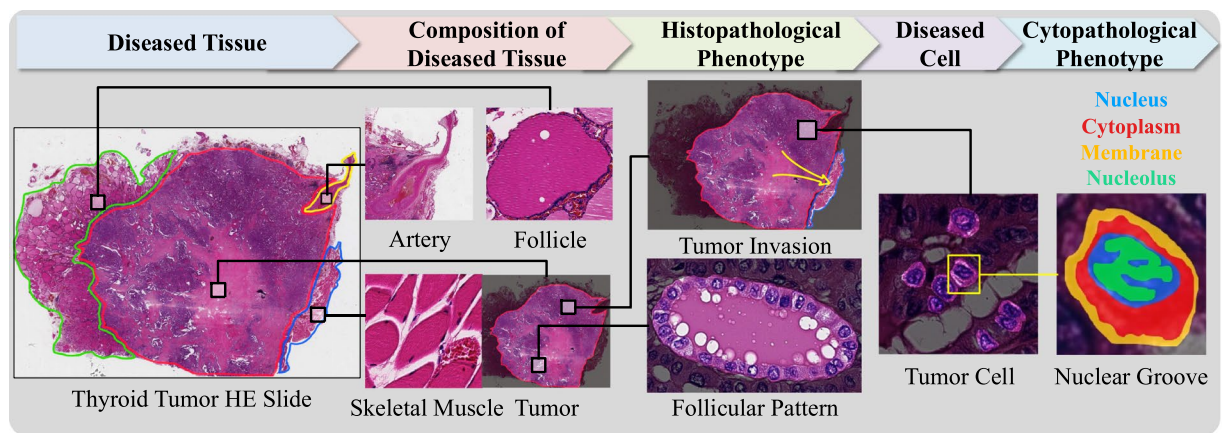 Diseased Tissue
Composition of
Diseased Tissue
Histopathological
Phenotype
Diseased
Cell
Cytopathological
Phenotype
Nucleus
Cytoplasm
Membrane
Nucleolus
Artery
Follicle
Tumor Invasion
Thyroid Tumor HE Slide
Skeletal Muscle
Tumor
Follicular Pattern
Tumor Cell
Nuclear Groove